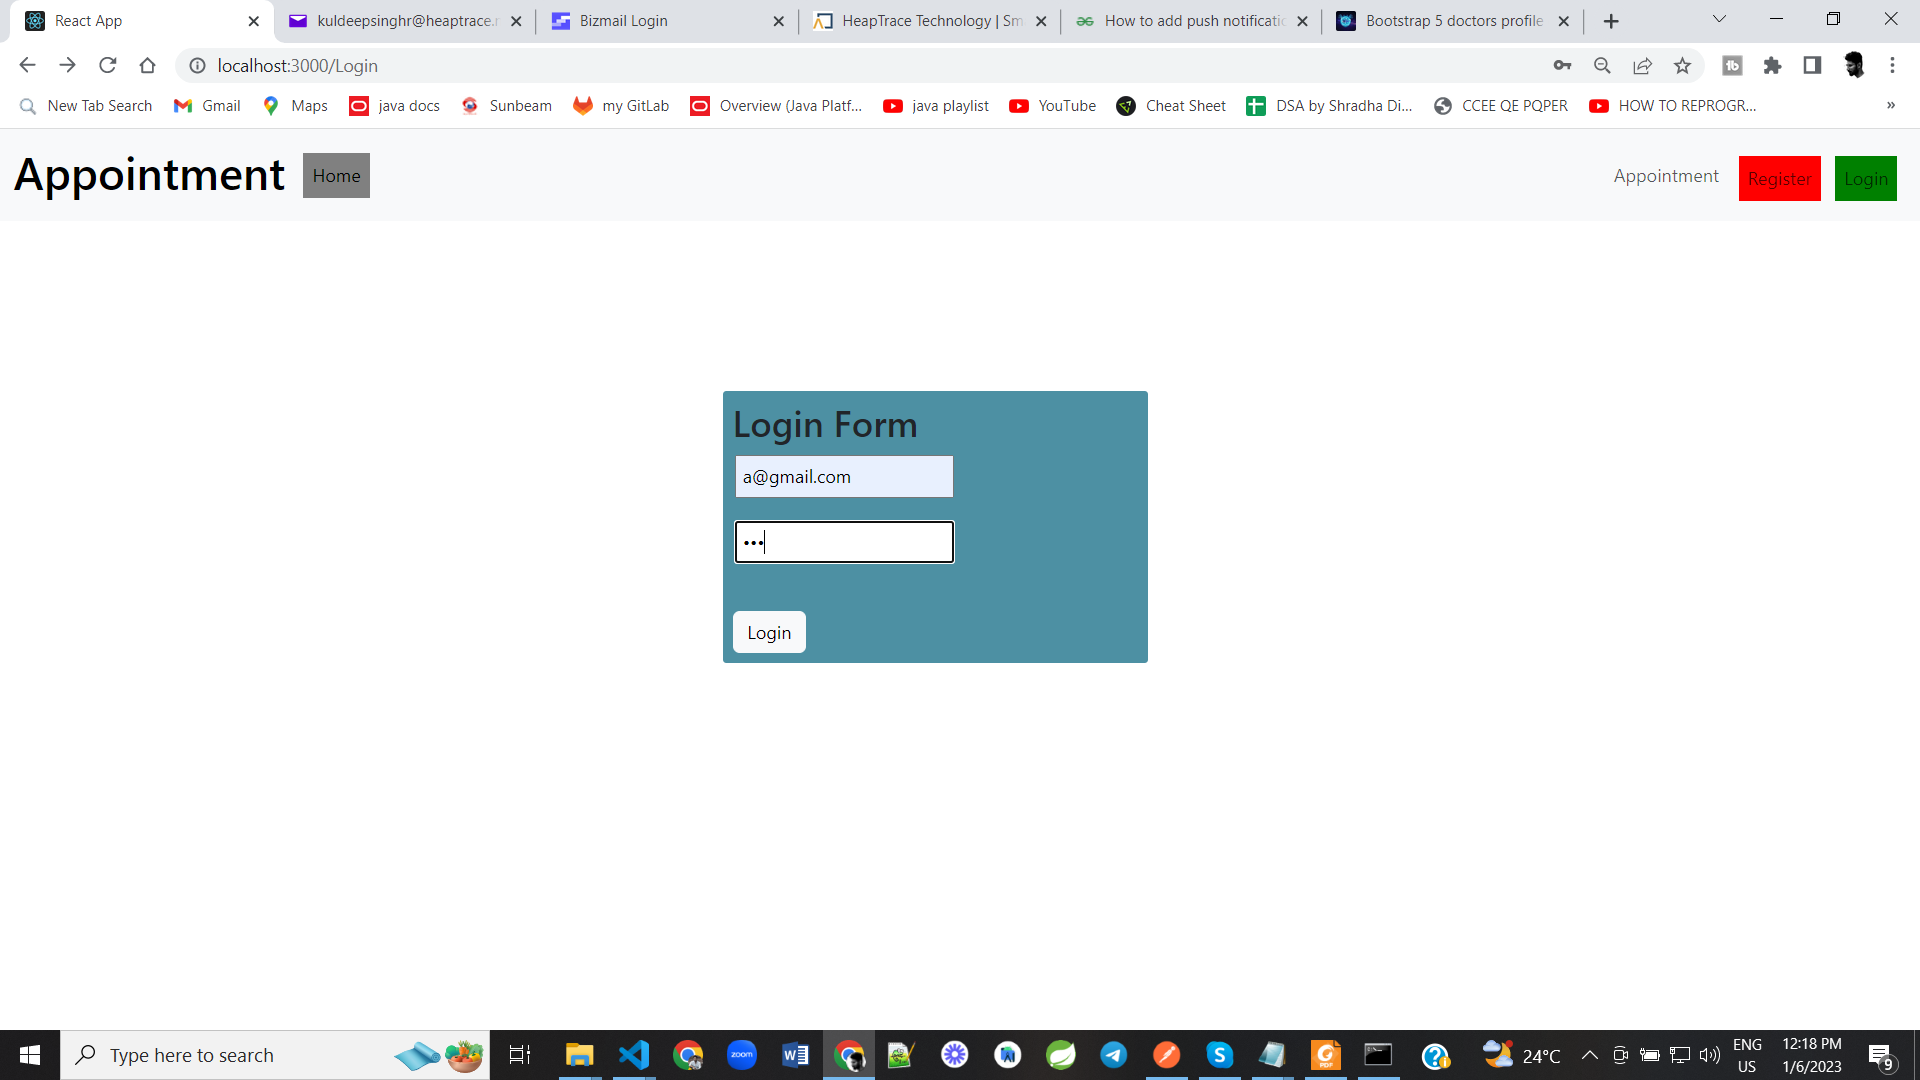 React App
kuldeepsinghr@heaptrace.r
Bizmail Login
HeapTrace Technology | Sm
How to add push notificatic
Bootstrap 5 doctors profile
localhost:3000/Login
New Tab Search
Gmail
Maps
java docs
Sunbeam
my GitLab
Overview (Java Platf...
java playlist
YouTube
Cheat Sheet
DSA by Shradha Di...
CCEE QE PQPER
HOW TO REPROGR...
»
Appointment
Home
Appointment
Register
Login
Login Form
a@gmail.com
•••
Login
Type here to search
zoom
24°C
ENG
US
12:18 PM
1/6/2023
9